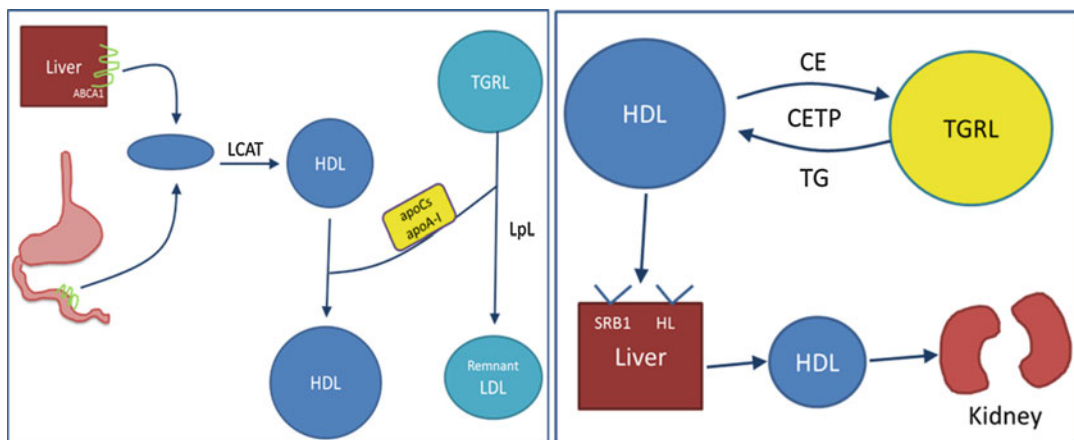 Liver
ABCA1
LCAT
HDL
TGRL
apoCs
apoA-I
LpL
HDL
Remnant
LDL
HDL
CE
CETP
TG
TGRL
SRB1 HL
Liver
HDL
Kidney